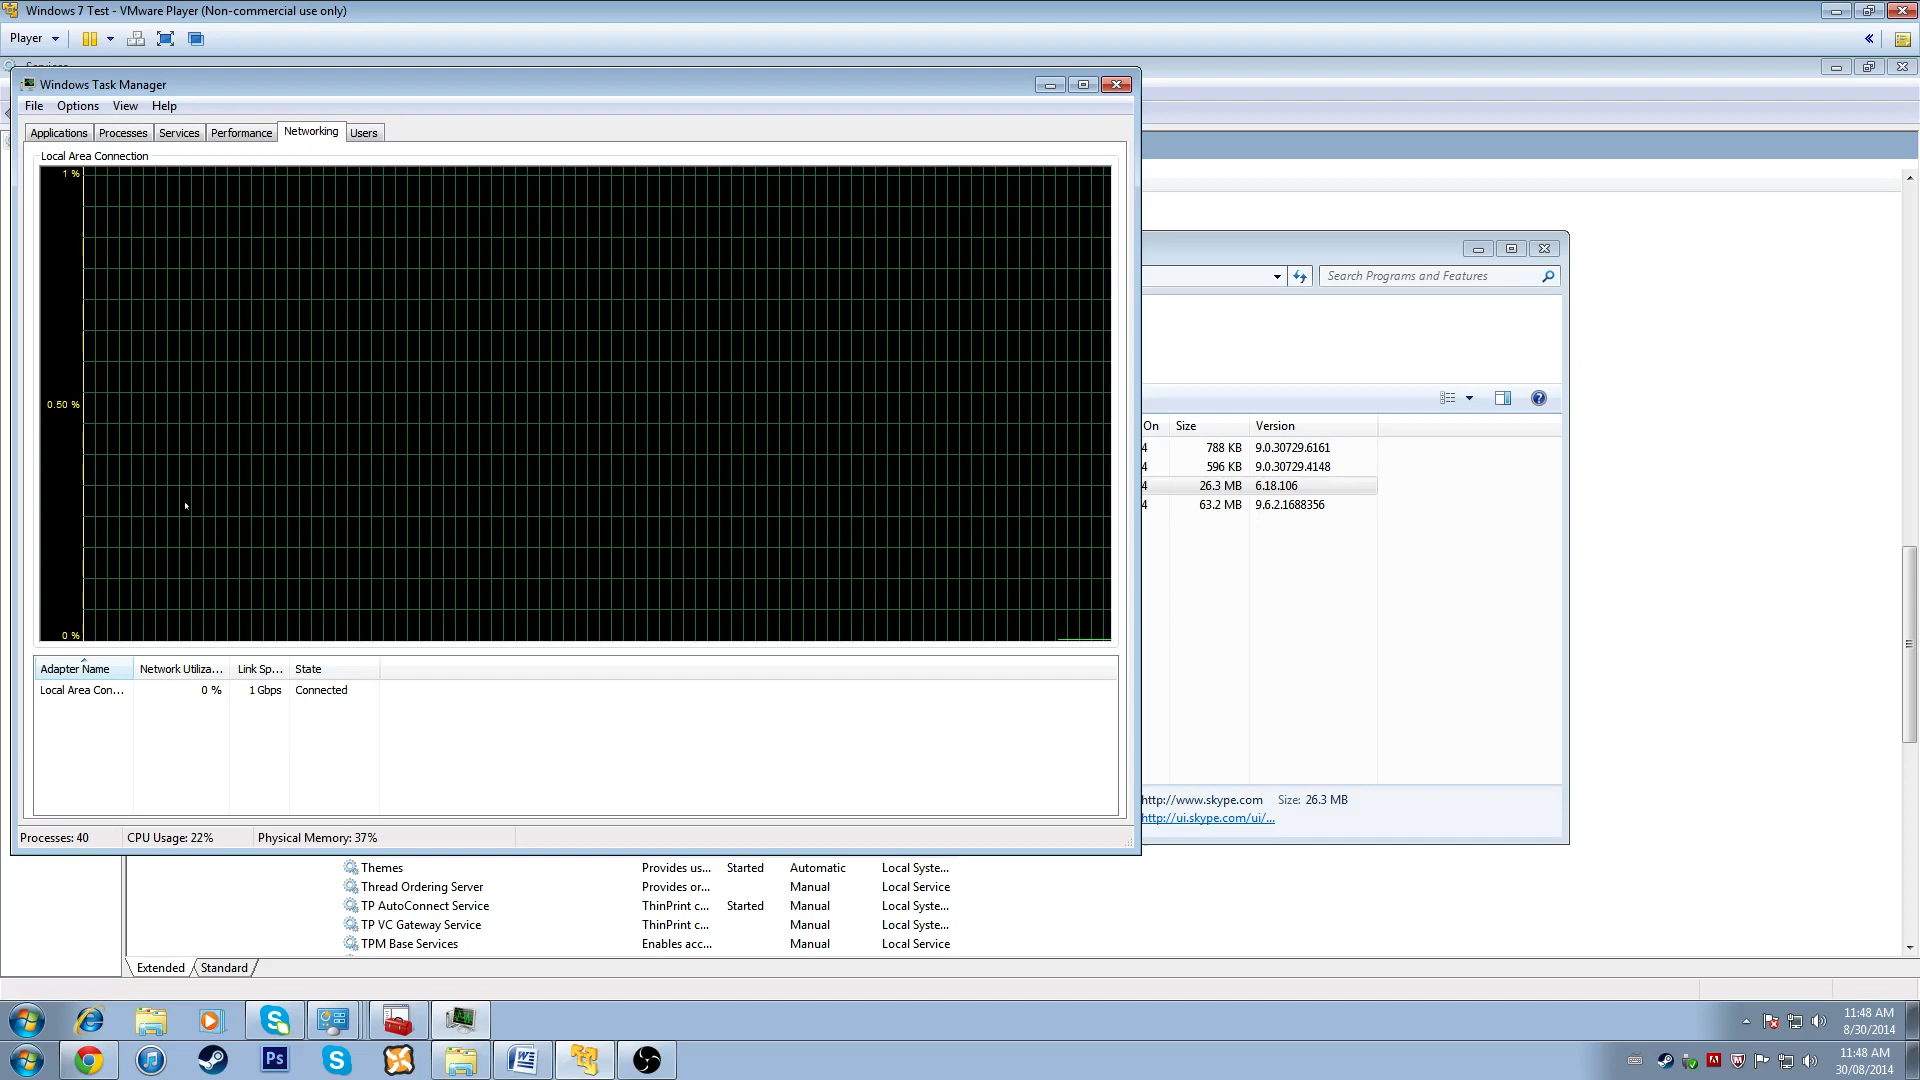 Windows 7 Test - VMware Player (Non-commercial use only)
Player
Windows Task Manager
File Options View Help
Applications Processes Services Performance Networking Users
Local Area Connection
1 %
0.50 %
0 %
Adapter Name Network Utiliza... Link Sp... State
Local Area Con... 0 % 1 Gbps Connected
Processes: 40 CPU Usage: 22% Physical Memory: 37%
Search Programs and Features
On Size Version
4 788 KB 9.0.30729.6161
4 596 KB 9.0.30729.4148
4 26.3 MB 6.18.106
4 63.2 MB 9.6.2.1688356
http://www.skype.com Size: 26.3 MB
http://ui.skype.com/ui/...
Themes Provides us... Started Automatic Local Syste...
Thread Ordering Server Provides or... Manual Local Service
TP AutoConnect Service ThinPrint c... Started Manual Local Syste...
TP VC Gateway Service ThinPrint c... Manual Local Syste...
TPM Base Services Enables acc... Manual Local Service
Extended Standard
11:48 AM
8/30/2014
Ps
11:48 AM
30/08/2014